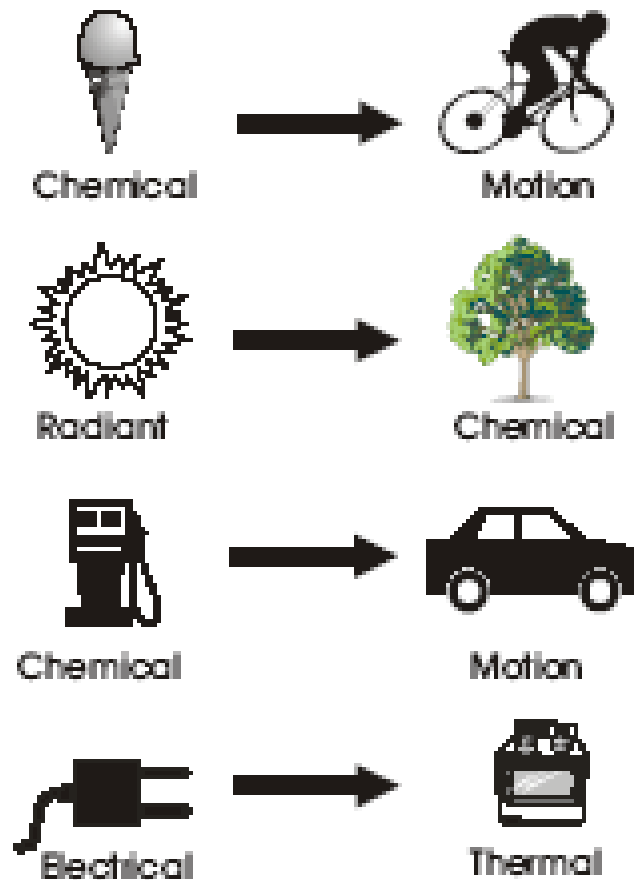 Chemical
Motion
Radiant
Chemical
Chemical
Motion
Electrical
Thermal